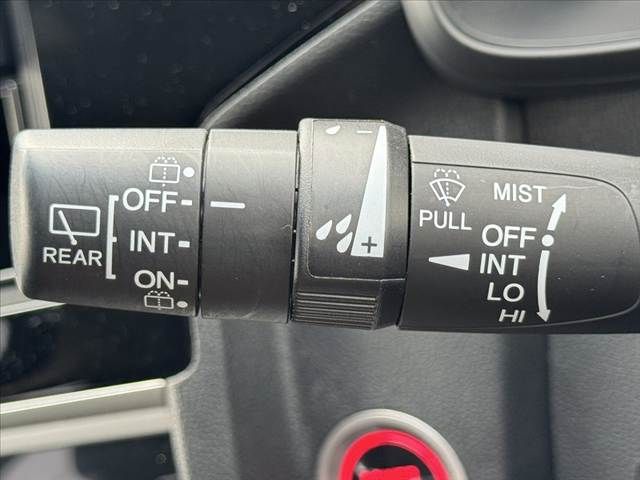 OFF
INT
ON
REAR
−
+
PULL
MIST
OFF
INT
LO
HI